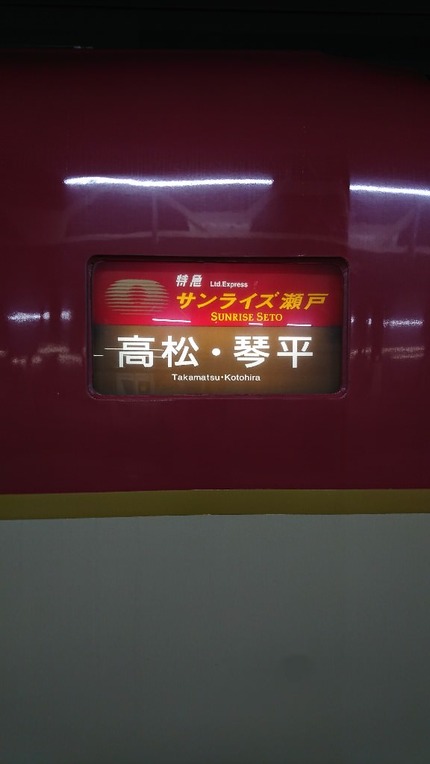 特急 Ltd.Express
サンライズ瀬戸
SUNRISE SETO
高松・琴平
Takamatsu・Kotohira